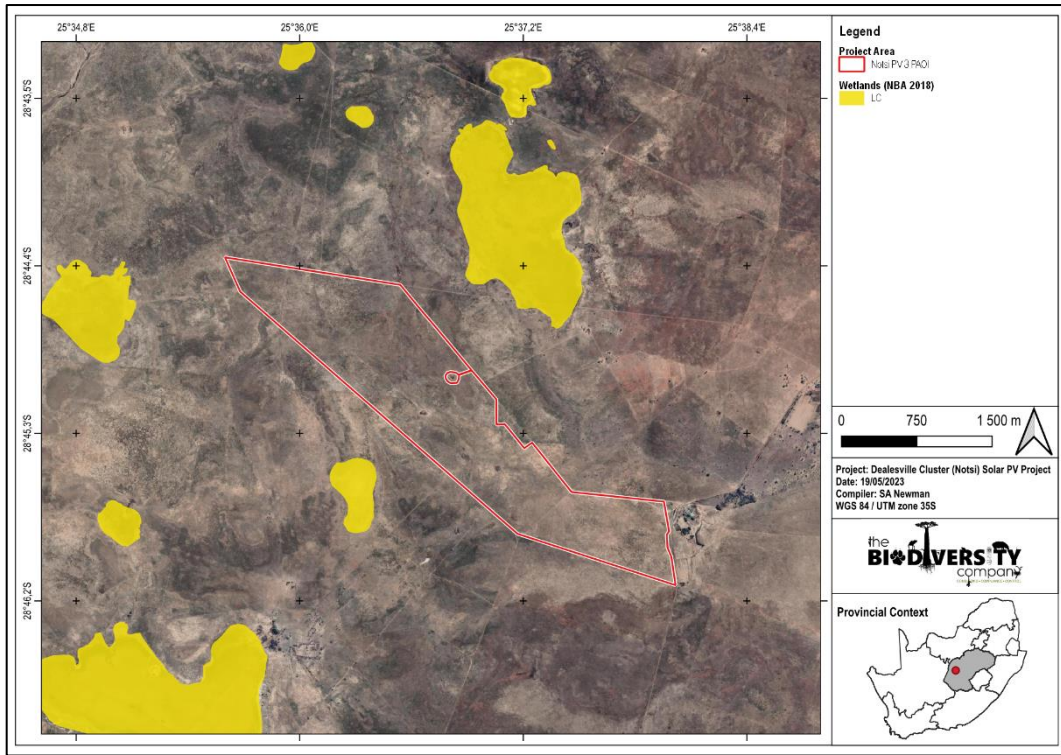 25°34,8'E 25°36,0'E 25°37,2'E 25°38,4'E
28°43,5'S
28°44,4'S
28°45,3'S
28°46,2'S
Legend
Project Area
Notsi PV3 PAOI
Wetlands (NBA 2018)
LC
0 750 1 500 m
Project: Dealesville Cluster (Notsi) Solar PV Project
Date: 19/05/2023
Compiler: SA Newman
WGS 84 / UTM zone 35S
the
BIODIVERSITY
company
Provincial Context